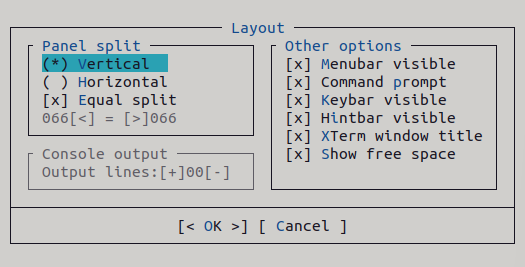 Layout
Panel split
(*) Vertical
( ) Horizontal
[x] Equal split
066[<] = [>]066
Console output
Output lines:[+]00[-]
Other options
[x] Menubar visible
[x] Command prompt
[x] Keybar visible
[x] Hintbar visible
[x] XTerm window title
[x] Show free space
[< OK >] [ Cancel ]